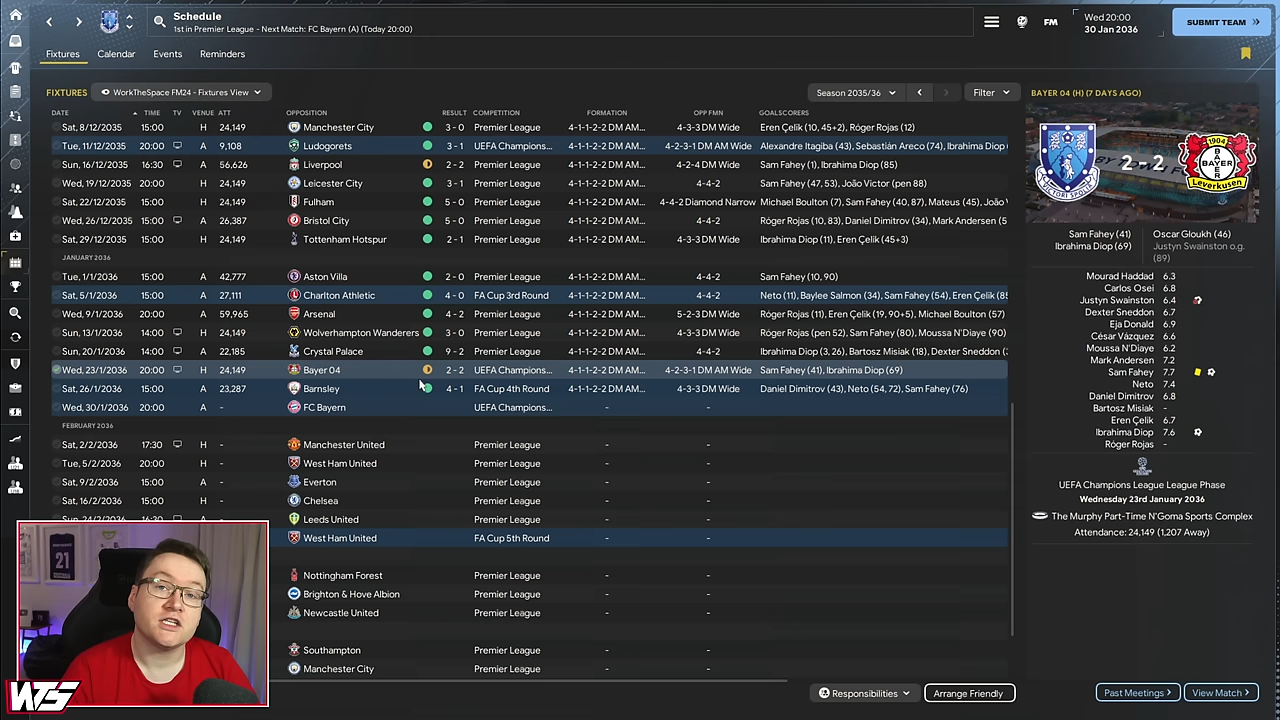 Schedule
1st in Premier League - Next Match: FC Bayern (A) (Today 20:00)
FM
Wed 20:00
30 Jan 2036
SUBMIT TEAM
Fixtures Calendar Events Reminders
FIXTURES WorkTheSpace FM24 - Fixtures View Season 2035/36 Filter
DATE TIME TV VENUE ATT OPPOSITION RESULT COMPETITION FORMATION OPP FMN GOALSCORERS
Sat, 8/12/2035 15:00 H 24,149 Manchester City 3 - 0 Premier League 4-1-1-2-2 DM AM... 4-3-3 DM Wide Eren Çelik (10, 45+2), Róger Rojas (12)
Tue, 11/12/2035 20:00 A 9,108 Ludogrets UEFA Champions... 4-1-1-2-2 DM AM... 4-2-3-1 DM AM Wide Alexandre Itagiba (43), Sebastián Areco (74), Ibrahima Diop
Sun, 16/12/2035 16:30 A 56,626 Liverpool 2 - 2 Premier League 4-1-1-2-2 DM AM... 4-2-4 DM Wide Sam Fahey (1), Ibrahima Diop (85)
Wed, 19/12/2035 20:00 H 24,149 Leicester City 3 - 1 Premier League 4-1-1-2-2 DM AM... 4-4-2 Sam Fahey (47, 53), João Victor (pen 88)
Sat, 22/12/2035 15:00 H 24,149 Fulham 5 - 0 Premier League 4-1-1-2-2 DM AM... 4-4-2 Diamond Narrow Michael Boulton (7), Sam Fahey (40, 87), Mateus (45), João
Wed, 26/12/2035 15:00 A 26,387 Bristol City 5 - 0 Premier League 4-1-1-2-2 DM AM... 4-4-2 Róger Rojas (10, 83), Daniel Dimitrov (34), Mark Andersen (5
Sat, 29/12/2035 15:00 H 24,149 Tottenham Hotspur 2 - 1 Premier League 4-1-1-2-2 DM AM... 4-3-3 DM Wide Ibrahima Diop (11), Eren Çelik (45+3)
JANUARY 2036
Tue, 1/1/2036 15:00 A 42,777 Aston Villa 2 - 0 Premier League 4-1-1-2-2 DM AM... 4-3-3 DM Wide Sam Fahey (10, 90)
Sat, 5/1/2036 15:00 A 27,111 Charlton Athletic 4 - 0 FA Cup 3rd Round 4-1-1-2-2 DM AM... 4-4-2 Neto (11), Baylee Salmon (34), Sam Fahey (54), Eren Çelik (85
Wed, 9/1/2036 20:00 A 59,965 Arsenal 4 - 2 Premier League 4-1-1-2-2 DM AM... 5-2-3 DM Wide Róger Rojas (11), Eren Çelik (19, 90+5), Michael Boulton (57)
Sun, 13/1/2036 14:00 H 24,149 Wolverhampton Wanderers 3 - 0 Premier League 4-1-1-2-2 DM AM... 4-3-3 DM Wide Róger Rojas (pen 52), Sam Fahey (80), Moussa N'Diaye (90)
Sun, 20/1/2036 14:00 A 22,185 Crystal Palace 9 - 2 Premier League 4-1-1-2-2 DM AM... 4-4-2 Ibrahima Diop (3, 26), Bartosz Misiak (18), Dexter Sneddon
Wed, 23/1/2036 20:00 H 24,149 Bayer 04 2 - 2 UEFA Champions... 4-1-1-2-2 DM AM... 4-2-3-1 DM AM Wide Sam Fahey (41), Ibrahima Diop (69)
Sat, 26/1/2036 15:00 A 23,287 Barnsley 4 - 1 FA Cup 4th Round 4-1-1-2-2 DM AM... 4-3-3 DM Wide Daniel Dimitrov (43), Neto (54, 72), Sam Fahey (76)
Wed, 30/1/2036 20:00 A - FC Bayern UEFA Champions... - -
FEBRUARY 2036
Sat, 2/2/2036 17:30 H - Manchester United Premier League - -
Tue, 5/2/2036 20:00 H - West Ham United Premier League - -
Sat, 9/2/2036 15:00 A - Everton Premier League - -
Sat, 16/2/2036 15:00 H - Chelsea Premier League - -
Sun, 24/2/2036 16:30 A - Leeds United Premier League - -
West Ham United FA Cup 5th Round - -
Nottingham Forest Premier League - -
Brighton & Hove Albion Premier League - -
Newcastle United Premier League - -
Southampton Premier League - -
Manchester City Premier League - -
Responsibilities Arrange Friendly
BAYER 04 (H) (7 DAYS AGO)
2 - 2
1904
BAYER
Leverkusen
Sam Fahey (41) Oscar Gloukh (46)
Ibrahima Diop (69) Justyn Swainston o.g.
(89)
Mourad Haddad 6.3
Carlos Osei 6.8
Justyn Swainston 6.4
Dexter Sneddon 6.7
Eja Donald 6.9
César Vázquez 6.6
Moussa N'Diaye 6.2
Mark Andersen 7.2
Sam Fahey 7.7
Neto 7.4
Daniel Dimitrov 6.8
Bartosz Misiak -
Eren Çelik 6.7
Ibrahima Diop 7.6
Róger Rojas -
UEFA Champions League League Phase
Wednesday 23rd January 2036
The Murphy Part-Time N'Goma Sports Complex
Attendance: 24,149 (1,207 Away)
Past Meetings View Match
21
WTS